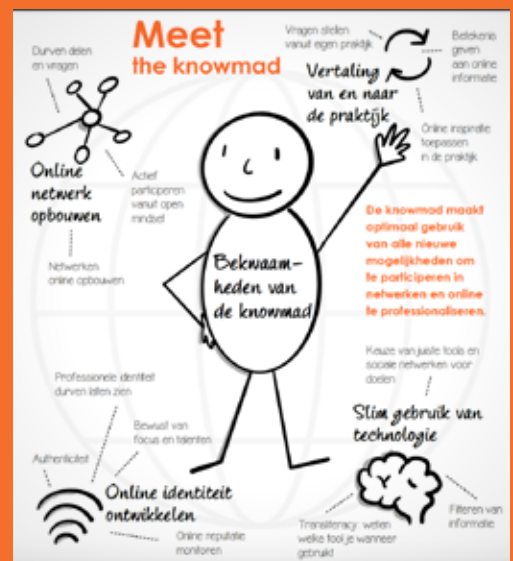 Meet
the knowmad
Durven delen
en vragen
Online
netwerk
opbouwen
Actief
participeren
vanuit open
mindset
Netwerken
online opbouwen
Vragen stellen
vanuit eigen praktijk
Betekenis
geven
aan online
informatie
Vertaling
van en naar
de praktijk
Online inspiratie
toepassen
in de praktijk
De knowmad maakt
optimaal gebruik
van alle nieuwe
mogelijkheden om
te participeren in
netwerken en online
te professionaliseren.
Bekwaam-
heden van
de knowmad
Professionele identiteit
durven laten zien
Bewust van
focus en talenten
Authenticiteit
Online identiteit
ontwikkelen
Online reputatie
monitoren
Keuze van juiste tools en
sociale netwerken voor
doelen
Slim gebruik van
technologie
Filteren van
informatie
Transliteracy: weten
welke tool je wanneer
gebruikt